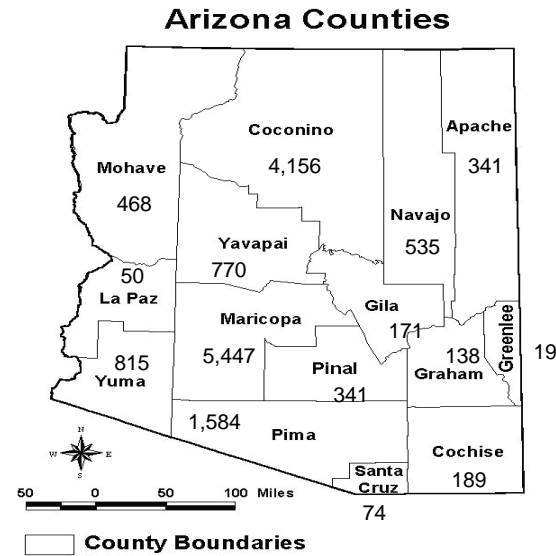 Arizona Counties
Coconino
4,156
Apache
341
Mohave
468
Navajo
535
Yavapai
770
50
La Paz
Gila
171
Maricopa
5,447
Greenlee
19
815
Yuma
Pinal
341
138
Graham
1,584
Pima
Cochise
189
Santa
Cruz
74
N
W E
S
50 0 50 100 Miles
County Boundaries